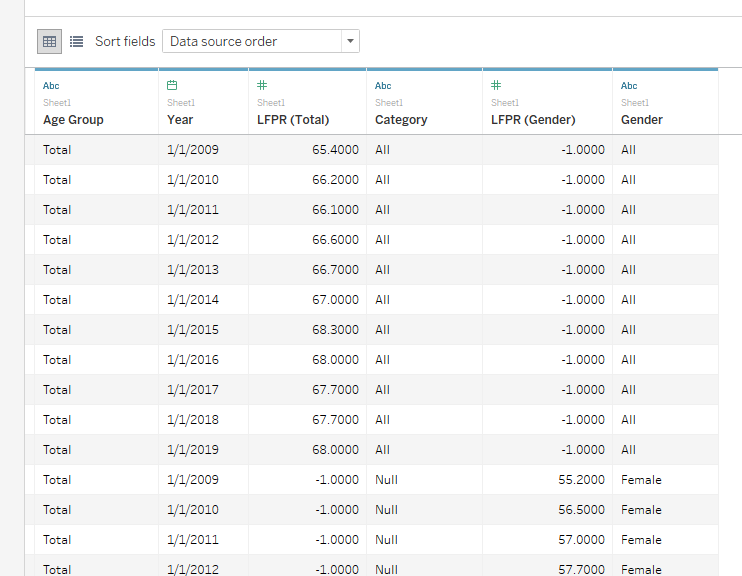 Sort fields Data source order
Abc Abc Abc
Sheet1 Sheet1 Sheet1 Sheet1 Sheet1 Sheet1
Age Group Year LFPR (Total) Category LFPR (Gender) Gender
Total 1/1/2009 65.4000 All -1.0000 All
Total 1/1/2010 66.2000 All -1.0000 All
Total 1/1/2011 66.1000 All -1.0000 All
Total 1/1/2012 66.6000 All -1.0000 All
Total 1/1/2013 66.7000 All -1.0000 All
Total 1/1/2014 67.0000 All -1.0000 All
Total 1/1/2015 68.3000 All -1.0000 All
Total 1/1/2016 68.0000 All -1.0000 All
Total 1/1/2017 67.7000 All -1.0000 All
Total 1/1/2018 67.7000 All -1.0000 All
Total 1/1/2019 68.0000 All -1.0000 All
Total 1/1/2009 -1.0000 Null 55.2000 Female
Total 1/1/2010 -1.0000 Null 56.5000 Female
Total 1/1/2011 -1.0000 Null 57.0000 Female
Total 1/1/2012 -1.0000 Null 57.7000 Female